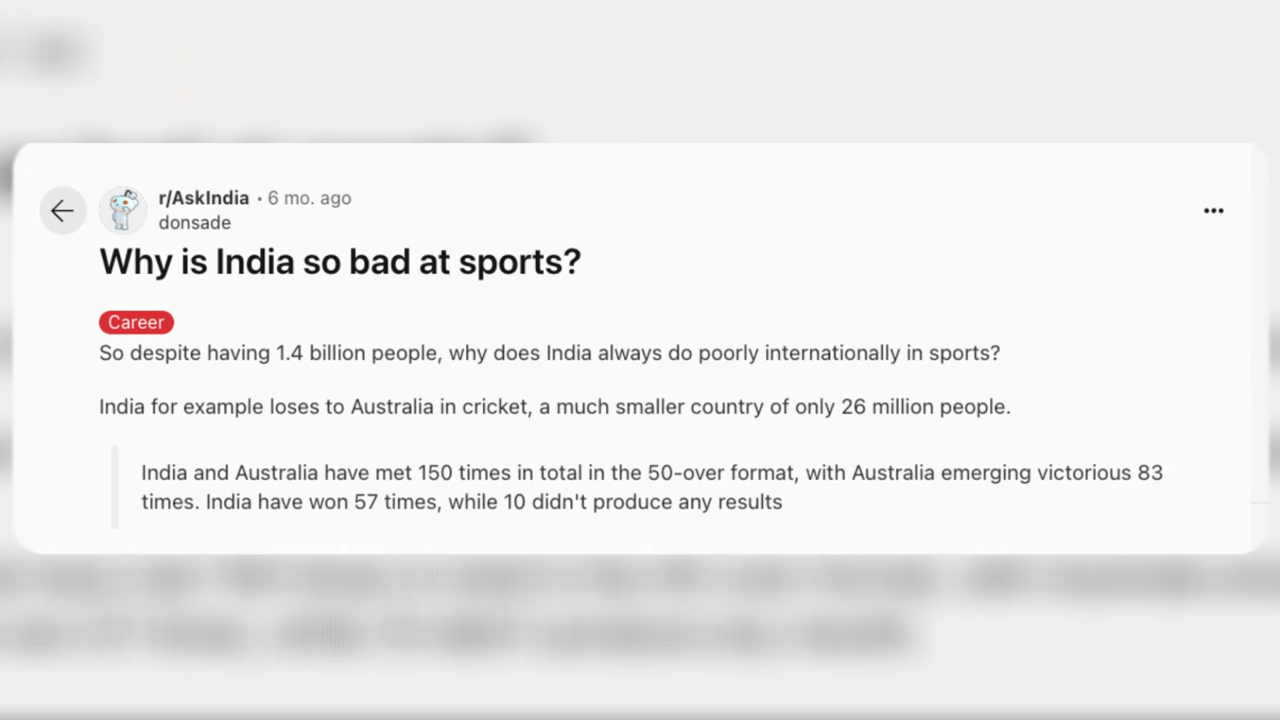 r/AskIndia • 6 mo. ago
donsade
Why is India so bad at sports?
Career
So despite having 1.4 billion people, why does India always do poorly internationally in sports?
India for example loses to Australia in cricket, a much smaller country of only 26 million people.
India and Australia have met 150 times in total in the 50-over format, with Australia emerging victorious 83
times. India have won 57 times, while 10 didn't produce any results